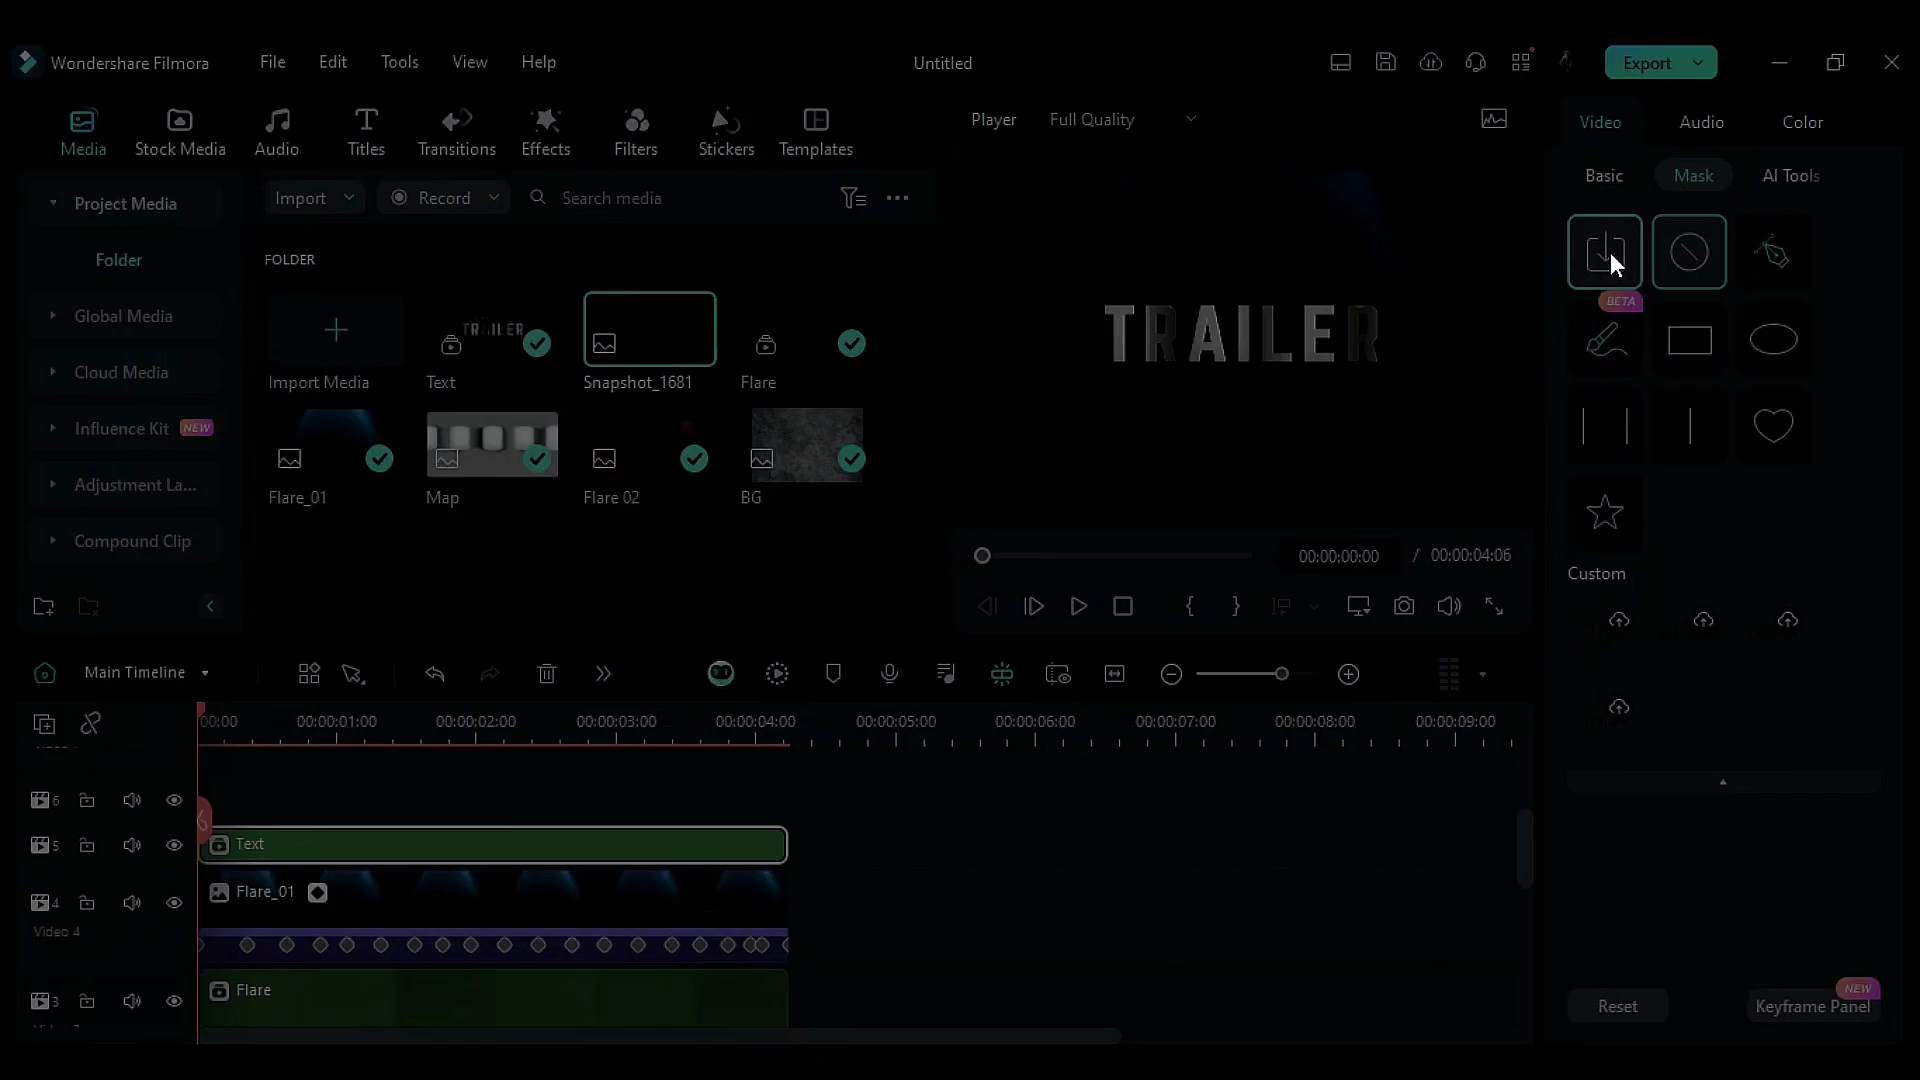 Wondershare Filmora
File
Edit
Tools
View
Help
Untitled
Export
Media
Stock Media
Audio
Titles
Transitions
Effects
Filters
Stickers
Templates
Player
Full Quality
Video
Audio
Color
Basic
Mask
AI Tools
Project Media
Folder
Global Media
Cloud Media
Influence Kit
NEW
Adjustment La...
Compound Clip
Import
Record
Search media
FOLDER
TRAILER
Import Media
Text
Snapshot_1681
Flare
Flare_01
Map
Flare 02
BG
TRAILER
BETA
Custom
00:00:00:00
/ 00:00:04:06
Main Timeline
00:00
00:00:01:00
00:00:02:00
00:00:03:00
00:00:04:00
00:00:05:00
00:00:06:00
00:00:07:00
00:00:08:00
00:00:09:00
6
5
Text
4
Flare_01
Video 4
3
Flare
Reset
Keyframe Panel
NEW